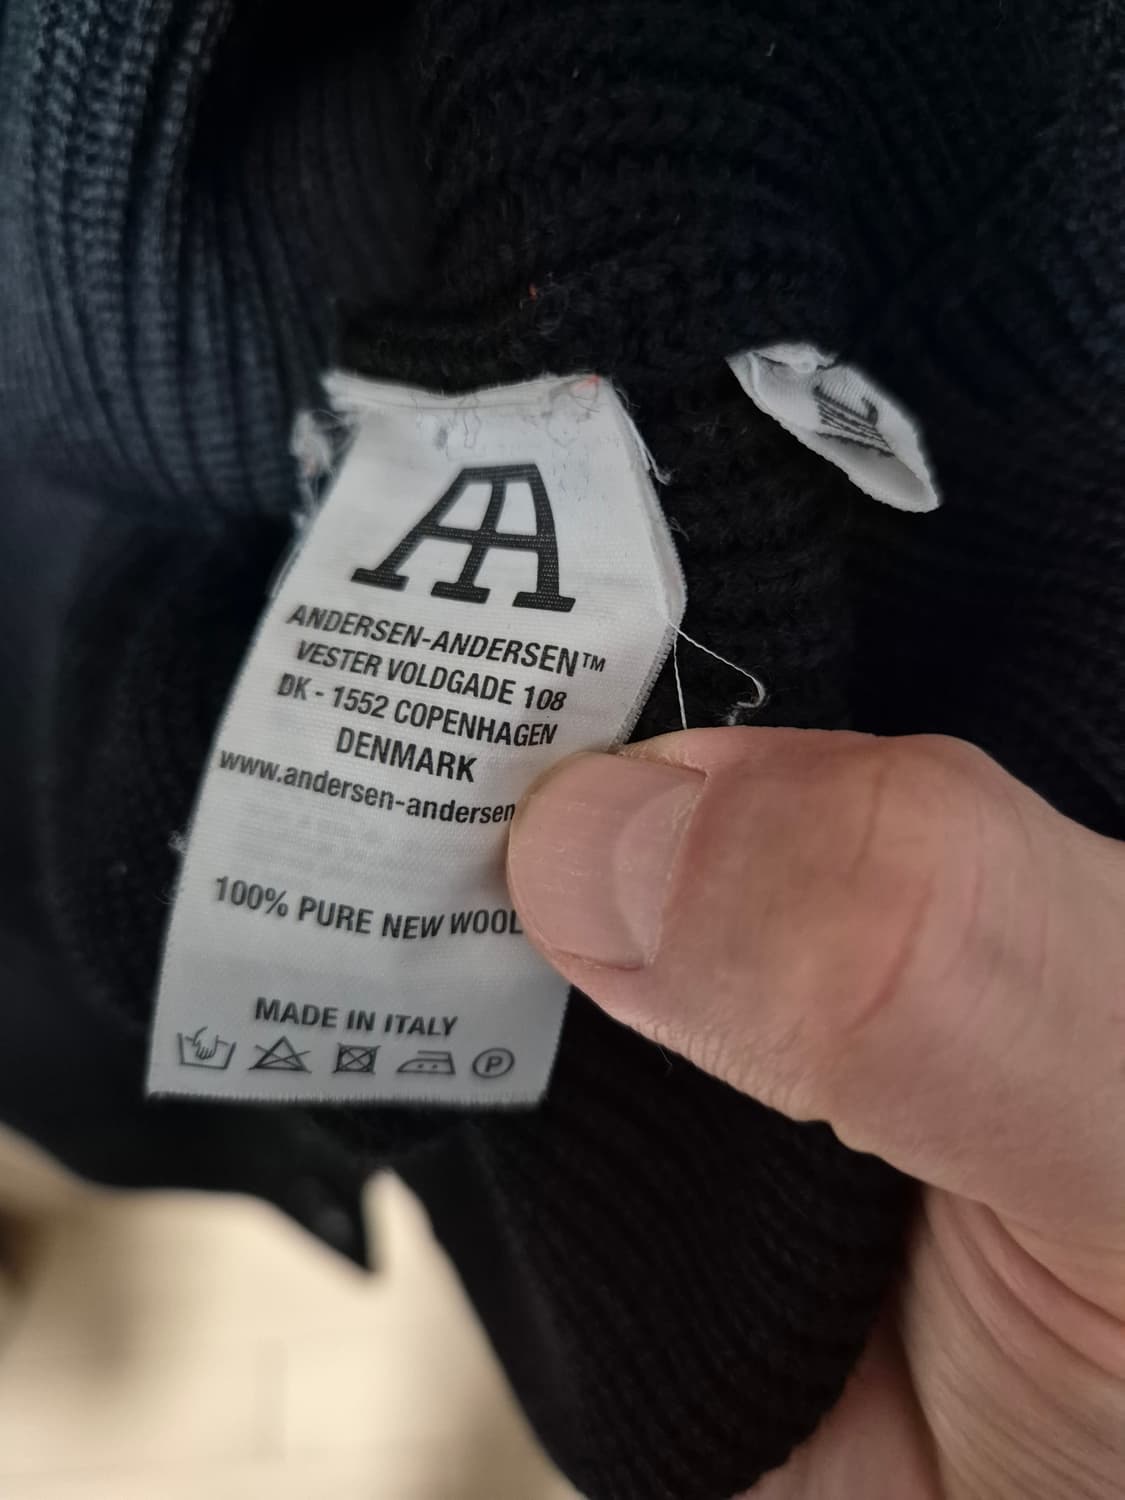 AA
ANDERSEN-ANDERSEN™
VESTER VOLDGADE 108
DK - 1552 COPENHAGEN
DENMARK
www.andersen-andersen
100% PURE NEW WOOL
MADE IN ITALY
P